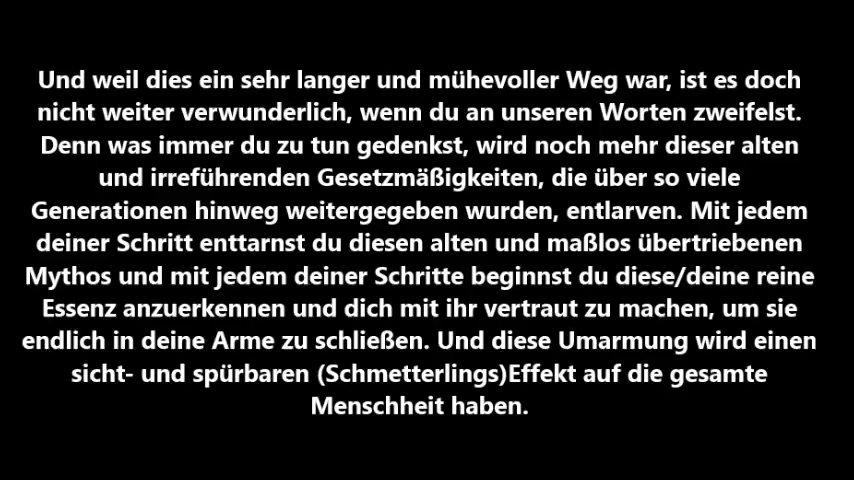 Und weil dies ein sehr langer und mühevoller Weg war, ist es doch
nicht weiter verwunderlich, wenn du an unseren Worten zweifelst.
Denn was immer du zu tun gedenkst, wird noch mehr dieser alten
und irreführenden Gesetzmäßigkeiten, die über so viele
Generationen hinweg weitergegeben wurden, entlarven. Mit jedem
deiner Schritt enttarnst du diesen alten und maßlos übertriebenen
Mythos und mit jedem deiner Schritte beginnst du diese/deine reine
Essenz anzuerkennen und dich mit ihr vertraut zu machen, um sie
endlich in deine Arme zu schließen. Und diese Umarmung wird einen
sicht- und spürbaren (Schmetterlings)Effekt auf die gesamte
Menschheit haben.